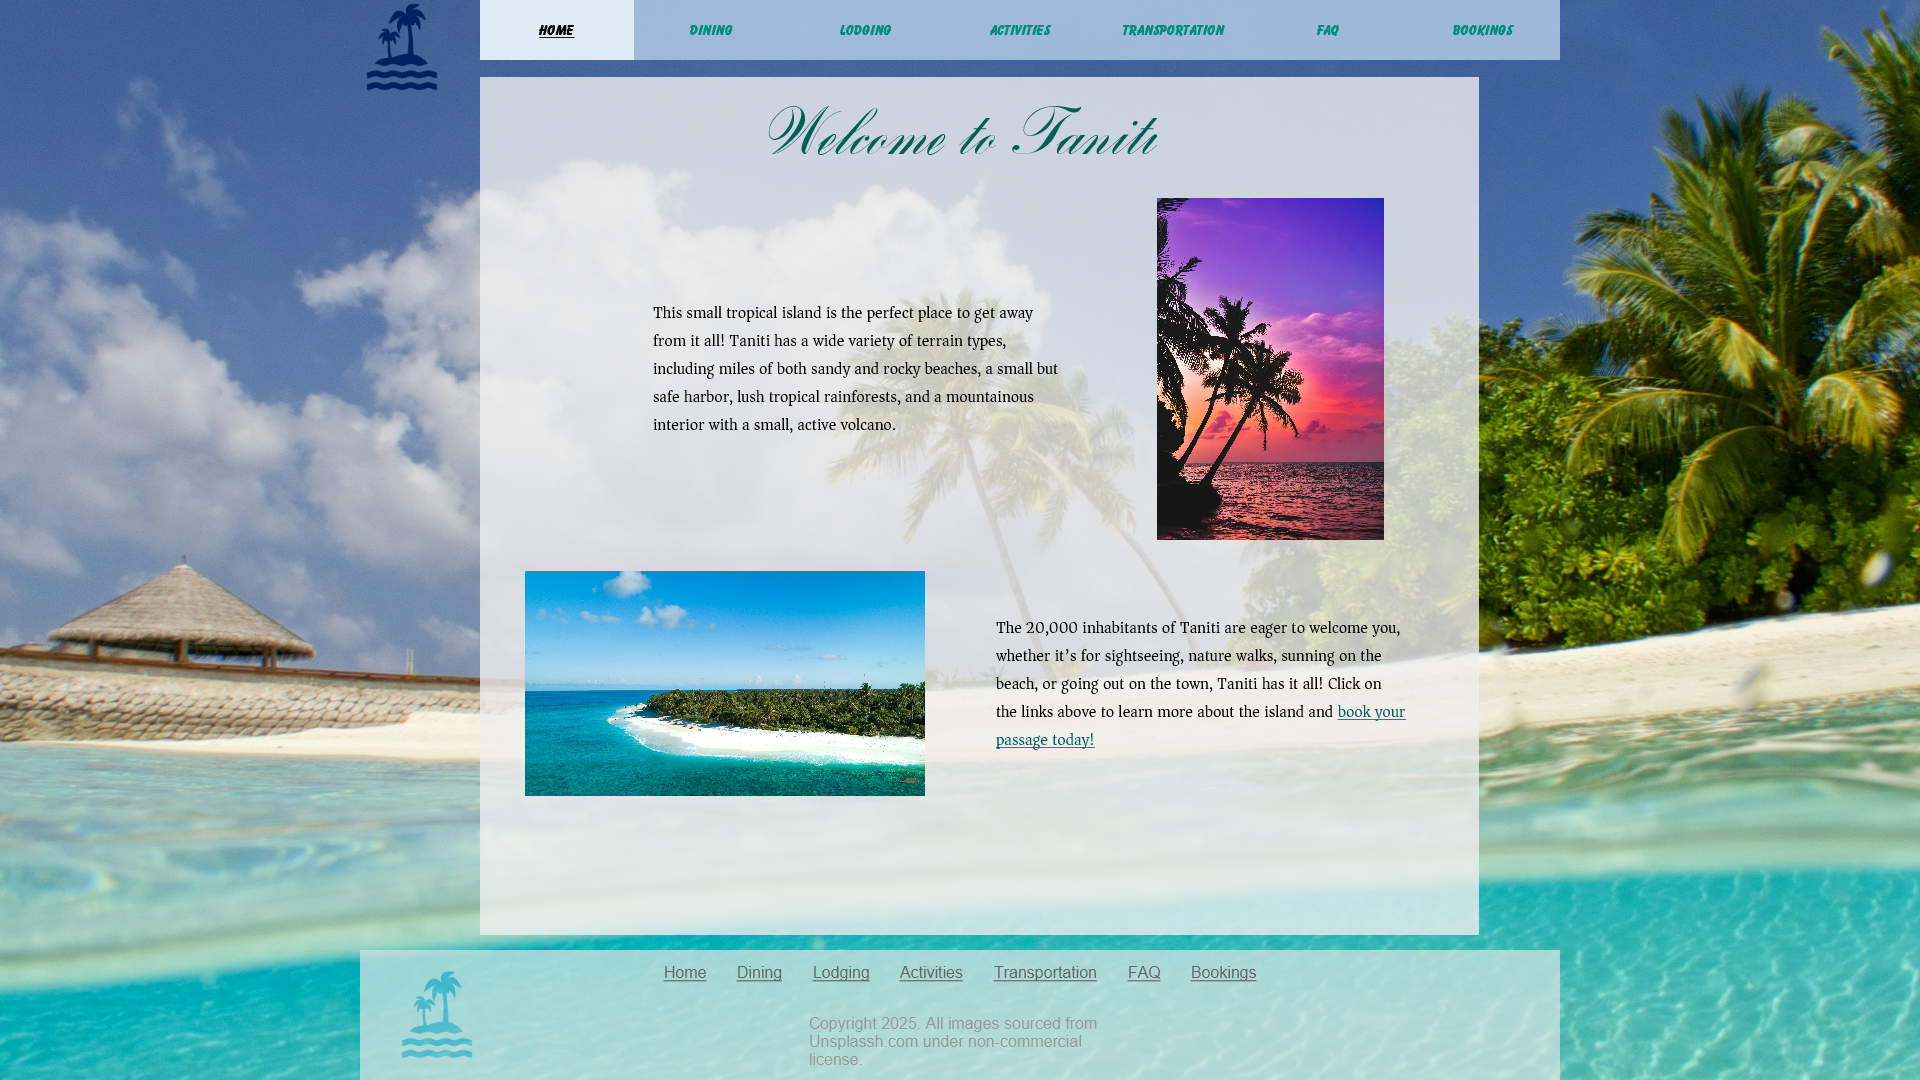 HOME DINING LODGING ACTIVITIES TRANSPORTATION FAQ BOOKINGS
Welcome to Taniti
This small tropical island is the perfect place to get away
from it all! Taniti has a wide variety of terrain types,
including miles of both sandy and rocky beaches, a small but
safe harbor, lush tropical rainforests, and a mountainous
interior with a small, active volcano.
The 20,000 inhabitants of Taniti are eager to welcome you,
whether it’s for sightseeing, nature walks, sunning on the
beach, or going out on the town, Taniti has it all! Click on
the links above to learn more about the island and book your
passage today!
Home Dining Lodging Activities Transportation FAQ Bookings
Copyright 2025. All images sourced from
Unsplassh.com under non-commercial
license.